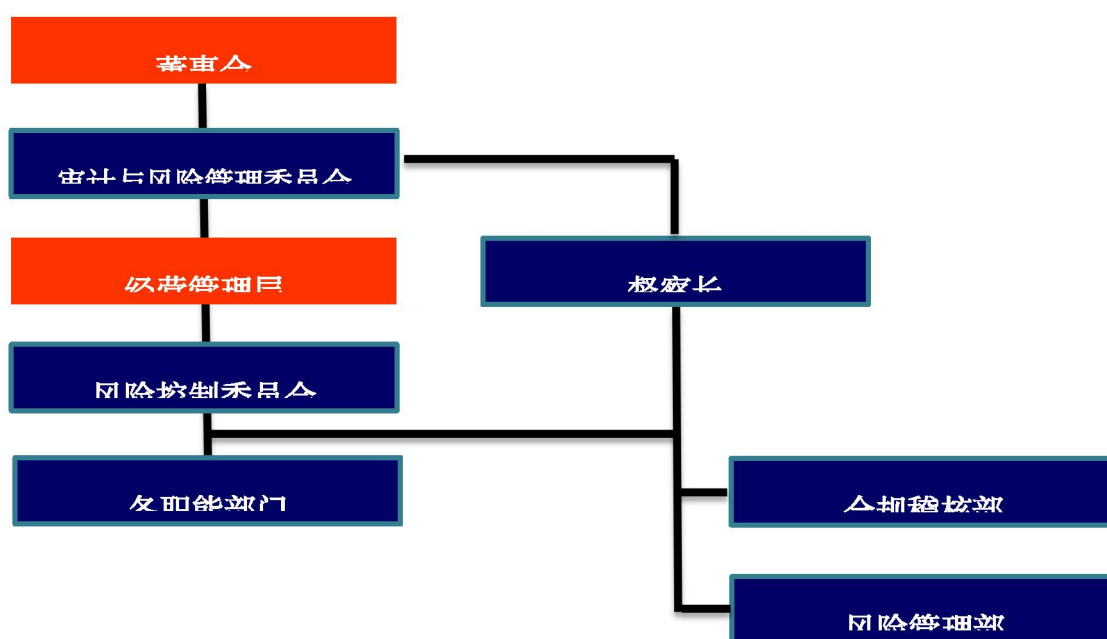 董事会
审计与风险管理委员会
经营管理层
督察长
风险控制委员会
各职能部门
合规稽核部
风险管理部